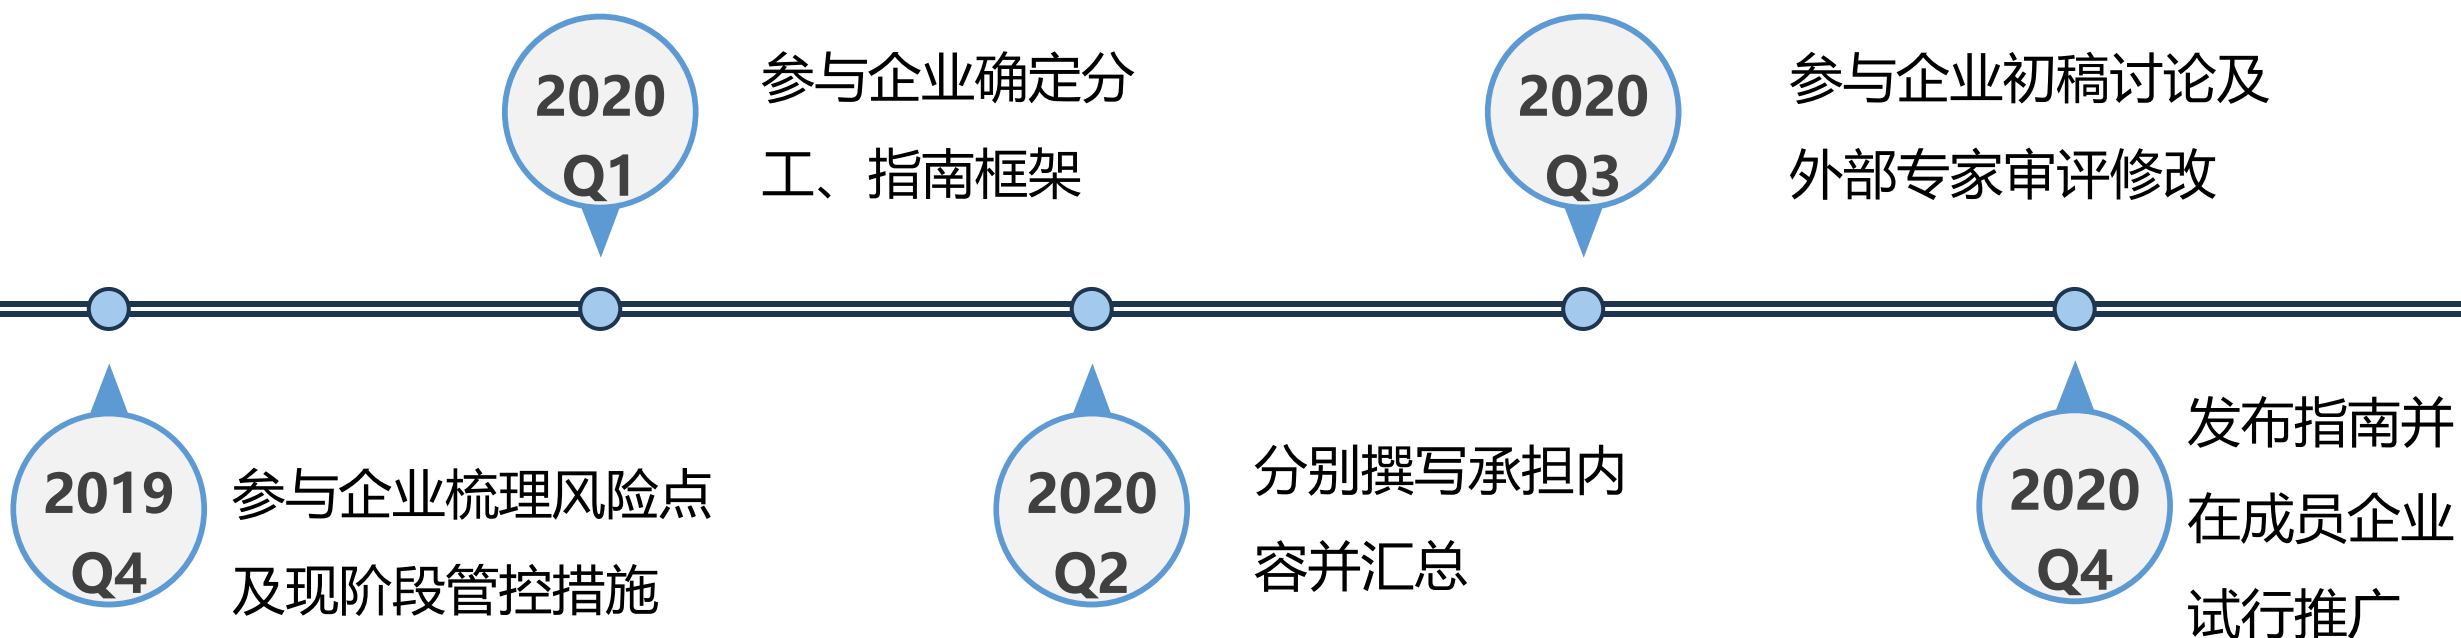 2019
Q4
参与企业梳理风险点
及现阶段管控措施
2020
Q1
参与企业确定分
工、指南框架
2020
Q2
分别撰写承担内
容并汇总
2020
Q3
参与企业初稿讨论及
外部专家审评修改
2020
Q4
发布指南并
在成员企业
试行推广